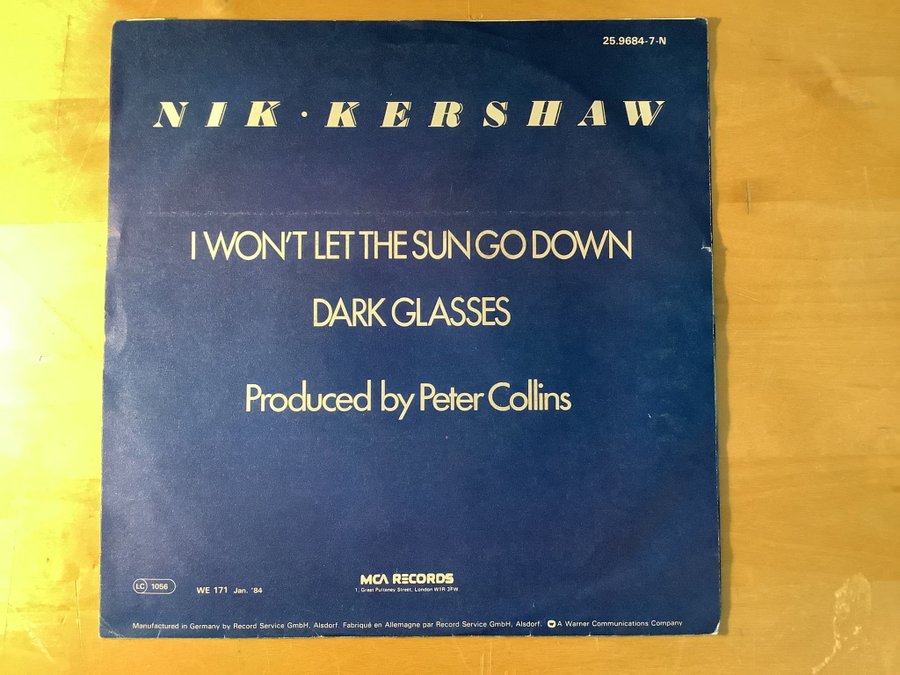 25.9684-7-N
NIK · KERSHAW
I WON'T LET THE SUN GO DOWN
DARK GLASSES
Produced by Peter Collins
MCA RECORDS
1, Great Pulteney Street, London W1R 3FW
LC 1056
WE 171 Jan. '84
Manufactured in Germany by Record Service GmbH, Alsdorf. Fabriqué en Allemagne par Record Service GmbH, Alsdorf. A Warner Communications Company